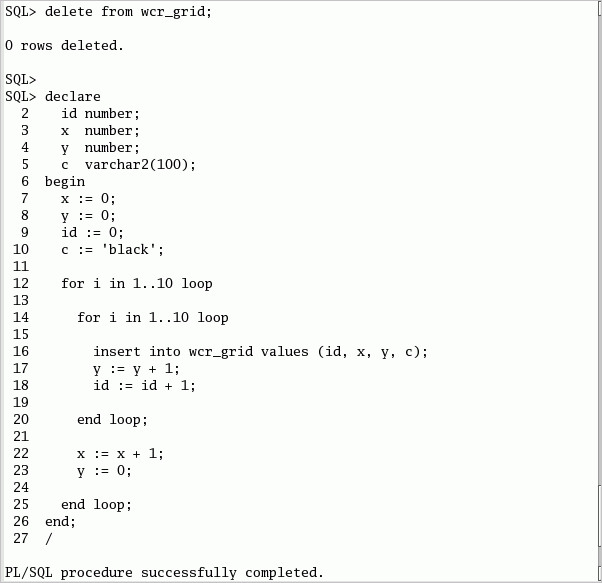 SQL> delete from wcr_grid;
0 rows deleted.
SQL>
SQL> declare
2    id number;
3    x  number;
4    y  number;
5    c  varchar2(100);
6  begin
7    x := 0;
8    y := 0;
9    id := 0;
10    c := 'black';
11
12    for i in 1..10 loop
13
14      for i in 1..10 loop
15
16        insert into wcr_grid values (id, x, y, c);
17        y := y + 1;
18        id := id + 1;
19
20      end loop;
21
22      x := x + 1;
23      y := 0;
24
25    end loop;
26  end;
27  /
PL/SQL procedure successfully completed.